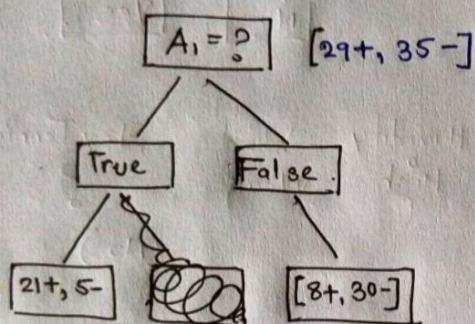 A₁ = ? [29+, 35-]
True False.
21+, 5- [8+, 30-]